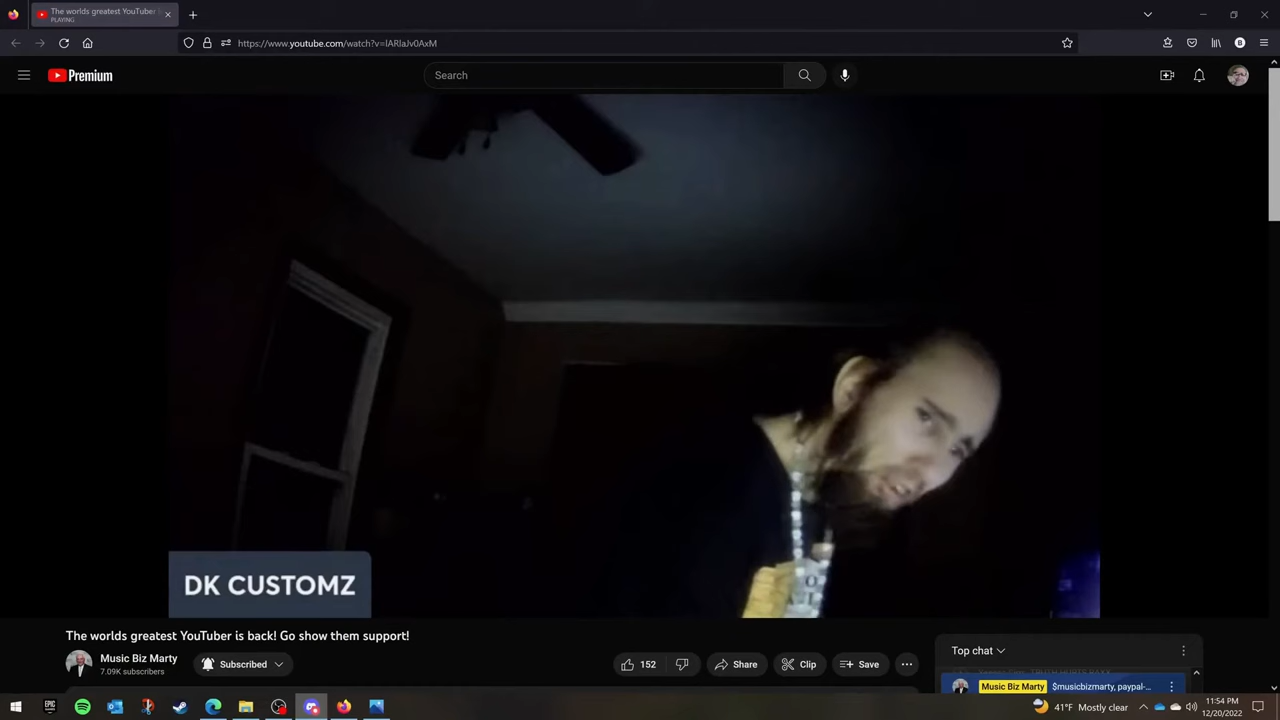 The worlds greatest YouTuber i
PLAYING
https://www.youtube.com/watch?v=lARlaJv0AxM
B
Premium
Search
DK CUSTOMZ
The worlds greatest YouTuber is back! Go show them support!
Music Biz Marty
7.09K subscribers
Subscribed
152
Share
Clip
Save
Top chat
Music Biz Marty $musicbizmarty, paypal-...
EPIC
41°F Mostly clear
11:54 PM
12/20/2022